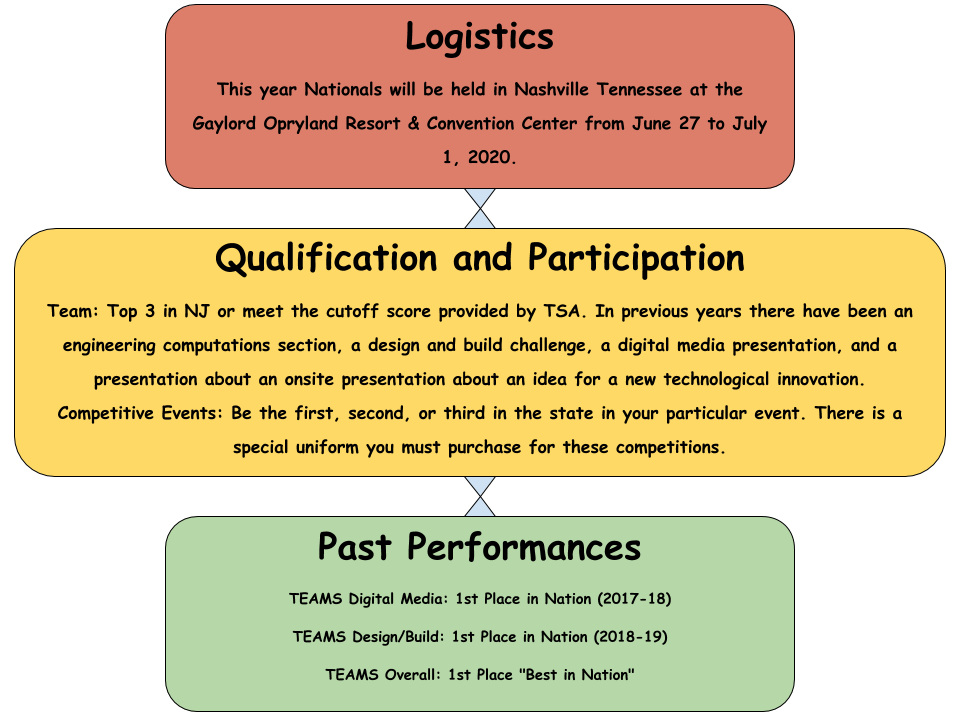 Logistics
This year Nationals will be held in Nashville Tennessee at the
Gaylord Opryland Resort & Convention Center from June 27 to July
1, 2020.
Qualification and Participation
Team: Top 3 in NJ or meet the cutoff score provided by TSA. In previous years there have been an
engineering computations section, a design and build challenge, a digital media presentation, and a
presentation about an onsite presentation about an idea for a new technological innovation.
Competitive Events: Be the first, second, or third in the state in your particular event. There is a
special uniform you must purchase for these competitions.
Past Performances
TEAMS Digital Media: 1st Place in Nation (2017-18)
TEAMS Design/Build: 1st Place in Nation (2018-19)
TEAMS Overall: 1st Place "Best in Nation"